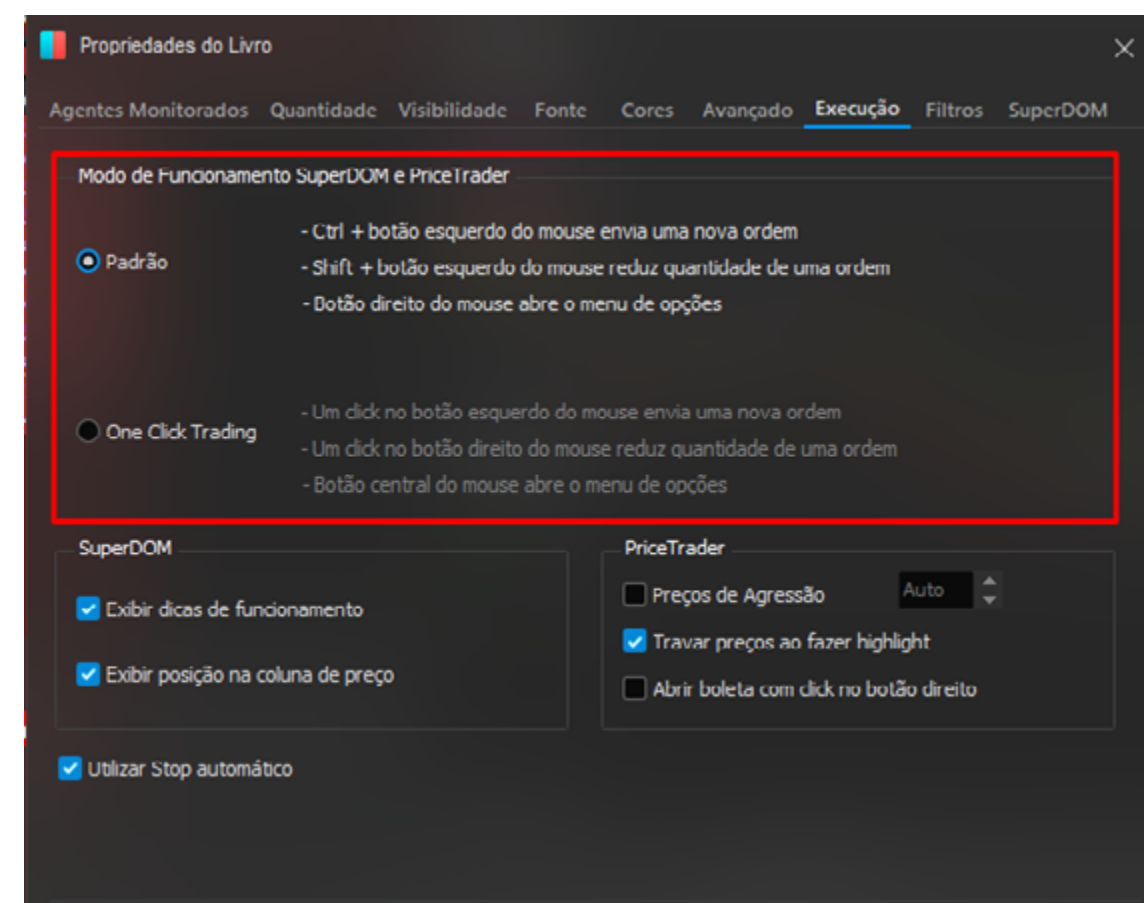 Propriedades do Livro
Agentes Monitorados Quantidade Visibilidade Fonte Cores Avançado Execução Filtros SuperDOM
Modo de Funcionamento SuperDOM e PriceTrader
Padrão
- Ctrl + botão esquerdo do mouse envia uma nova ordem
- Shift + botão esquerdo do mouse reduz quantidade de uma ordem
- Botão direito do mouse abre o menu de opções
One Click Trading
- Um click no botão esquerdo do mouse envia uma nova ordem
- Um click no botão direito do mouse reduz quantidade de uma ordem
- Botão central do mouse abre o menu de opções
SuperDOM
Exibir dicas de funcionamento
Exibir posição na coluna de preço
PriceTrader
Preços de Agressão Auto
Travar preços ao fazer highlight
Abrir boleta com click no botão direito
Utilizar Stop automático